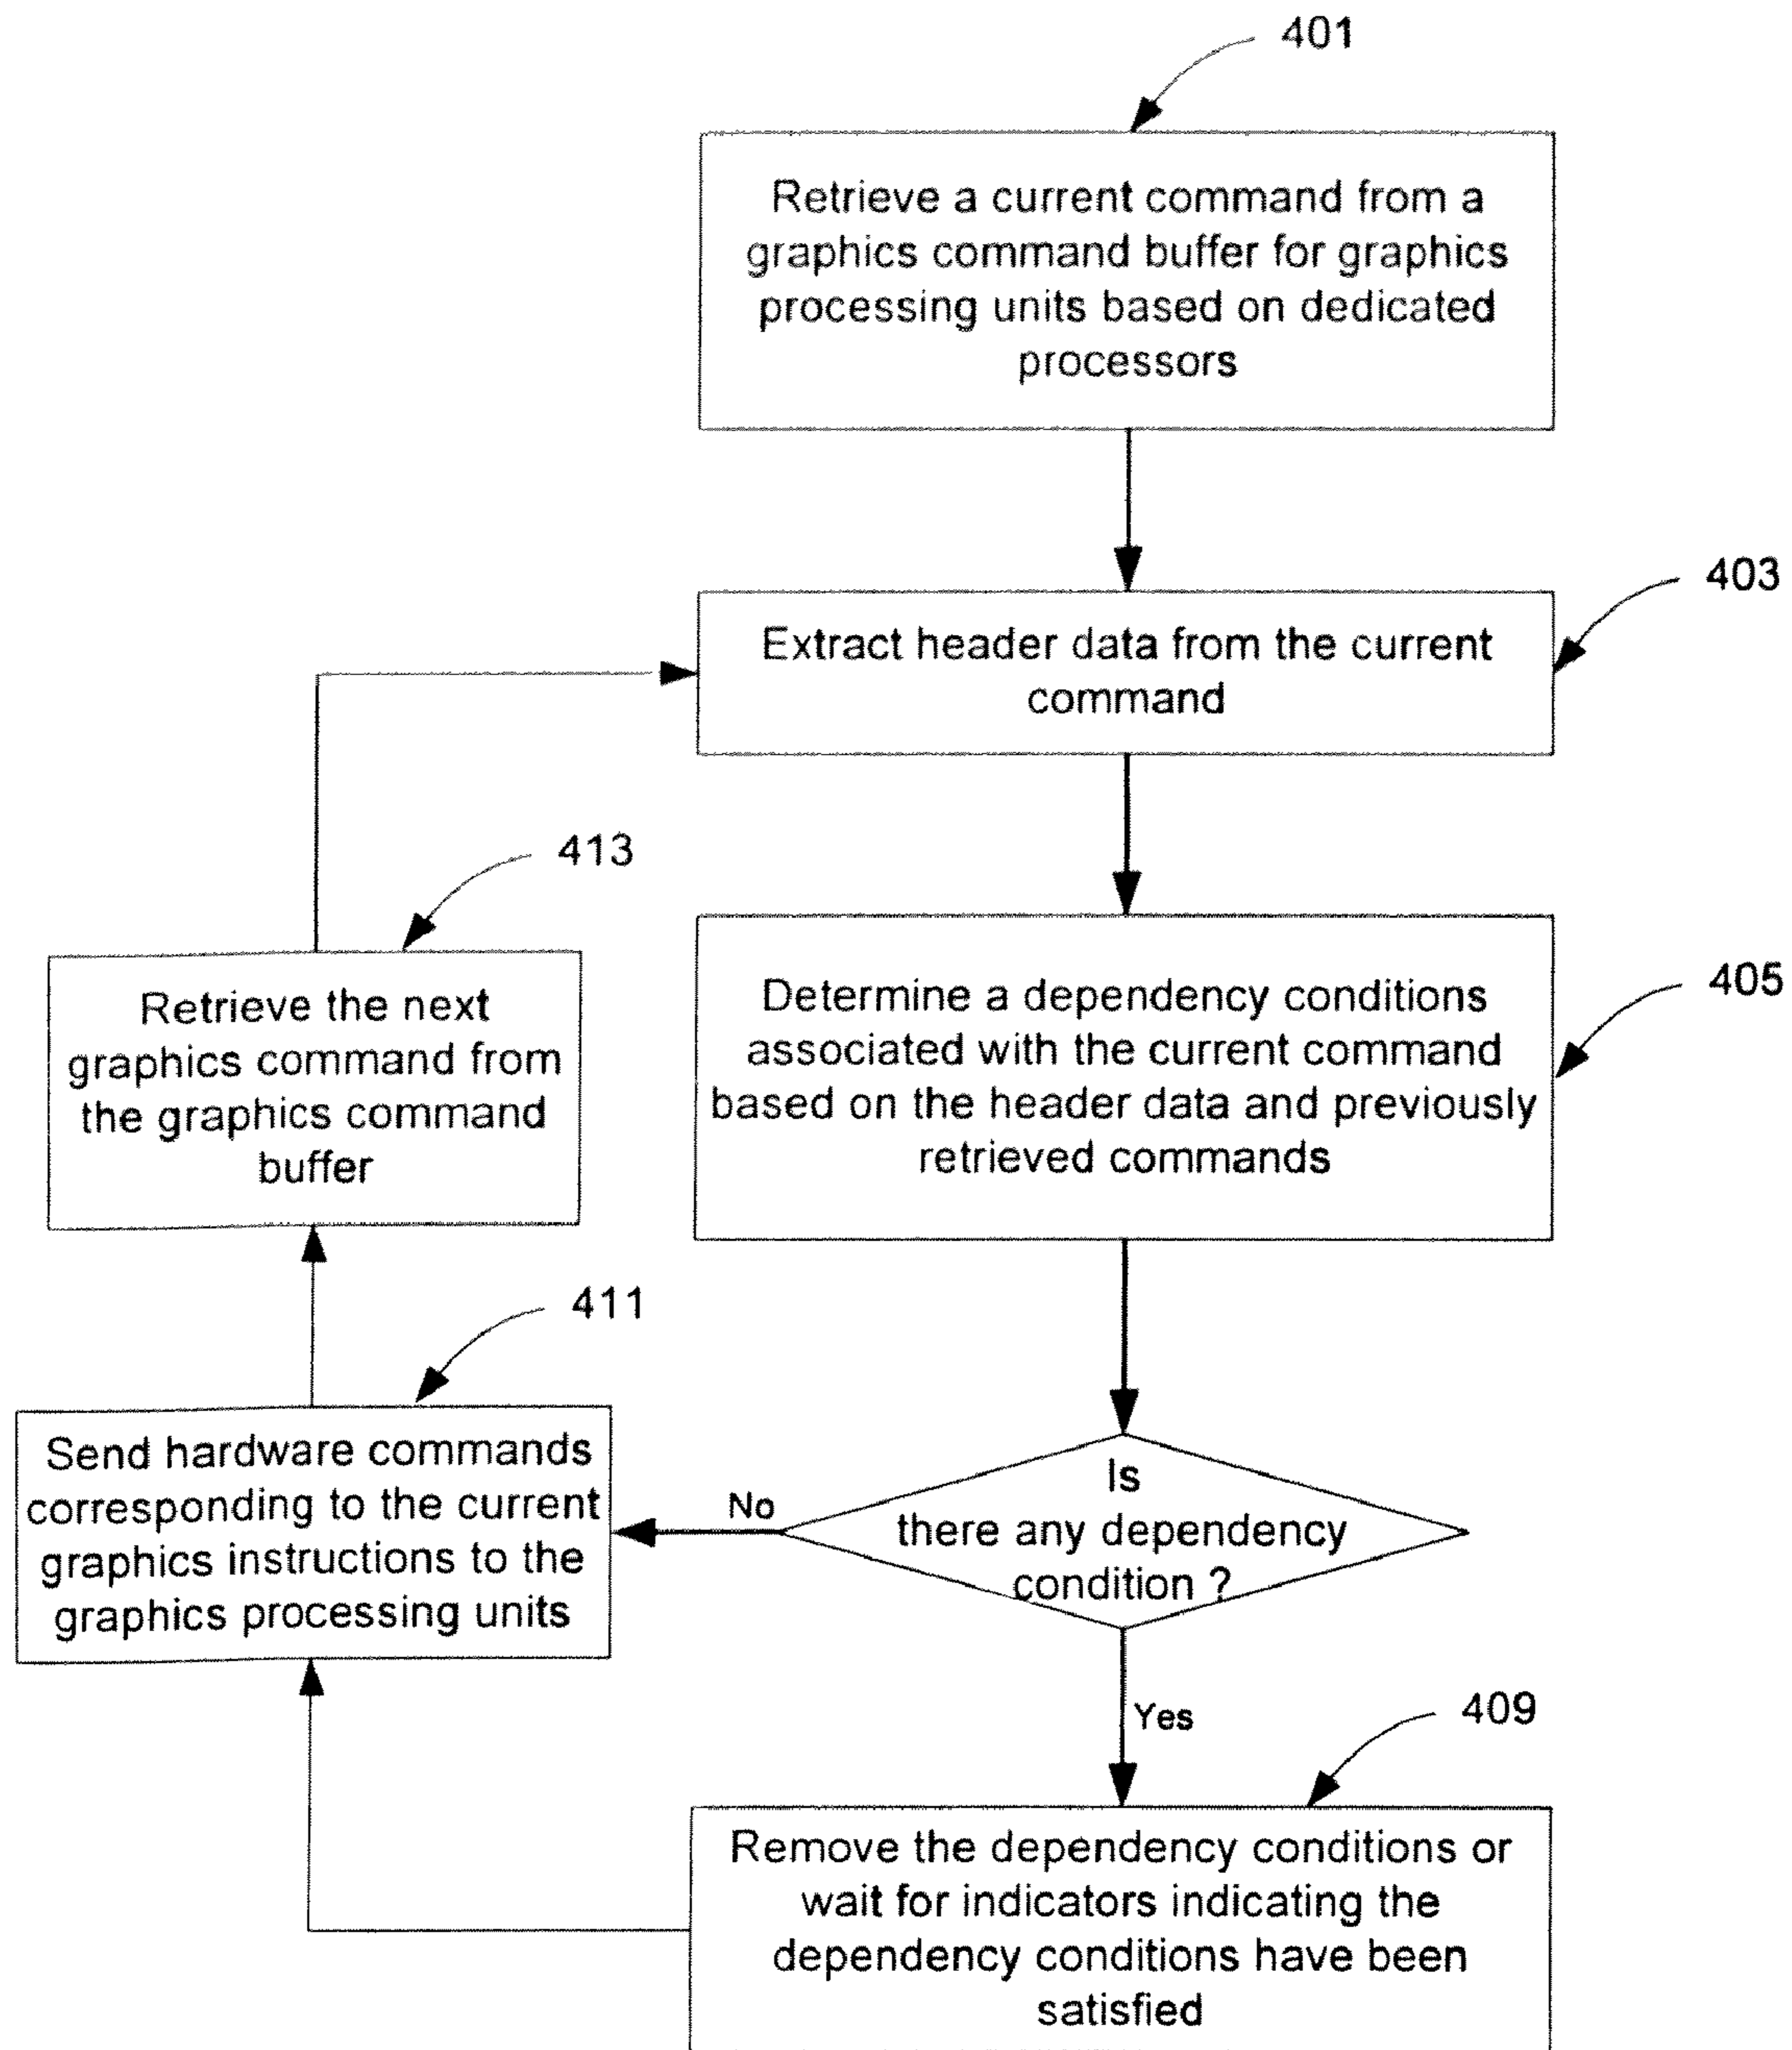 401
Retrieve a current command from a
graphics command buffer for graphics
processing units based on dedicated
processors
403
Extract header data from the current
command
413
Retrieve the next
graphics command from
the graphics command
buffer
405
Determine a dependency conditions
associated with the current command
based on the header data and previously
retrieved commands
411
Send hardware commands
corresponding to the current
graphics instructions to the
graphics processing units
No
Is
there any dependency
condition ?
Yes
409
Remove the dependency conditions or
wait for indicators indicating the
dependency conditions have been
satisfied